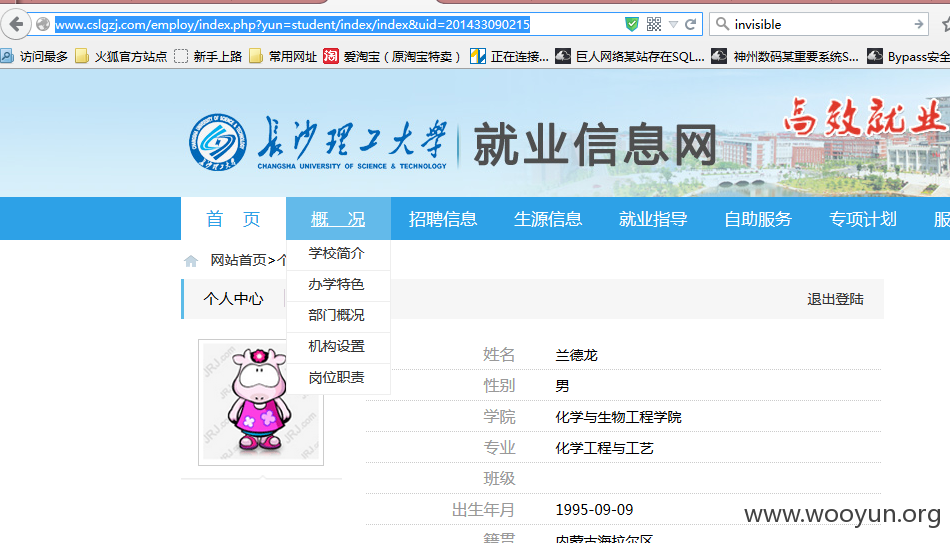 www.cslgzj.com/employ/index.php?yun=student/index/index&uid=201433090215
invisible
访问最多 火狐官方站点 新手上路 常用网址 爱淘宝（原淘宝特卖） 正在连接... 巨人网络某站存在SQL... 神州数码某重要系统S... Bypass安全
长沙理工大学
CHANGSHA UNIVERSITY OF SCIENCE & TECHNOLOGY
就业信息网
高效就业
首 页 概 况 招聘信息 生源信息 就业指导 自助服务 专项计划 服
网站首页>个
学校简介
办学特色
部门概况
机构设置
岗位职责
个人中心
退出登陆
JRJ.com
姓名 兰德龙
性别 男
学院 化学与生物工程学院
专业 化学工程与工艺
班级
出生年月 1995-09-09
籍贯 内蒙古海拉尔区
www.wooyun.org